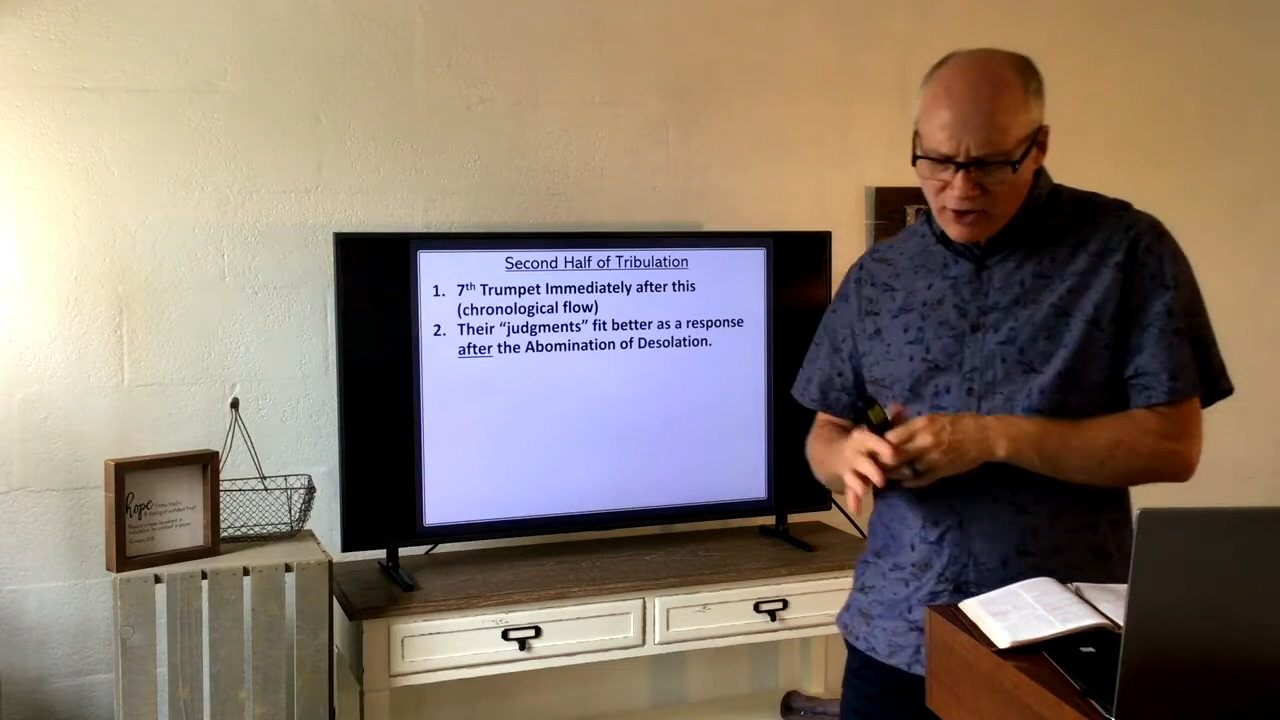 Second Half of Tribulation
1. 7th Trumpet Immediately after this
(chronological flow)
2. Their “judgments” fit better as a response
after the Abomination of Desolation.
hope